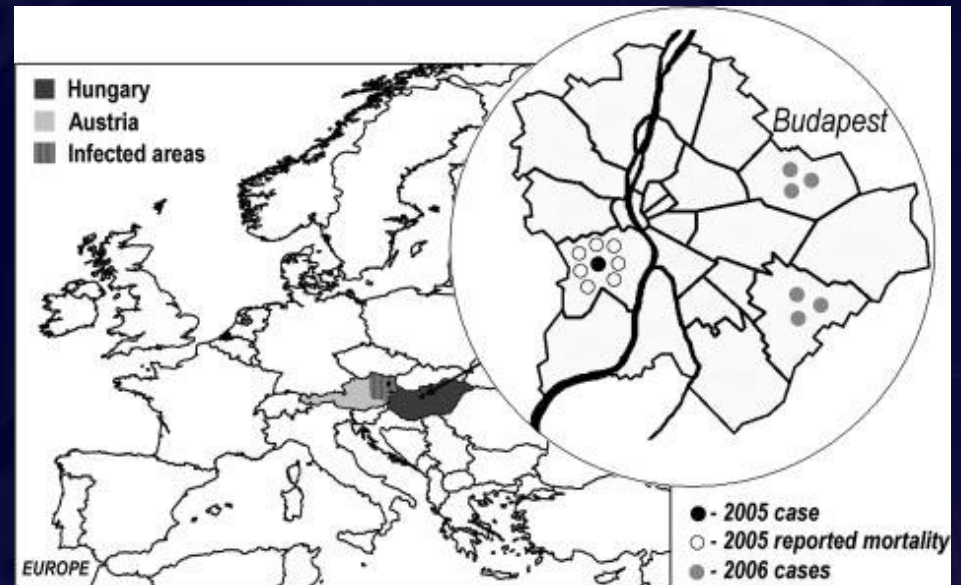 Hungary
Austria
Infected areas
Budapest
- 2005 case
- 2005 reported mortality
- 2006 cases
EUROPE